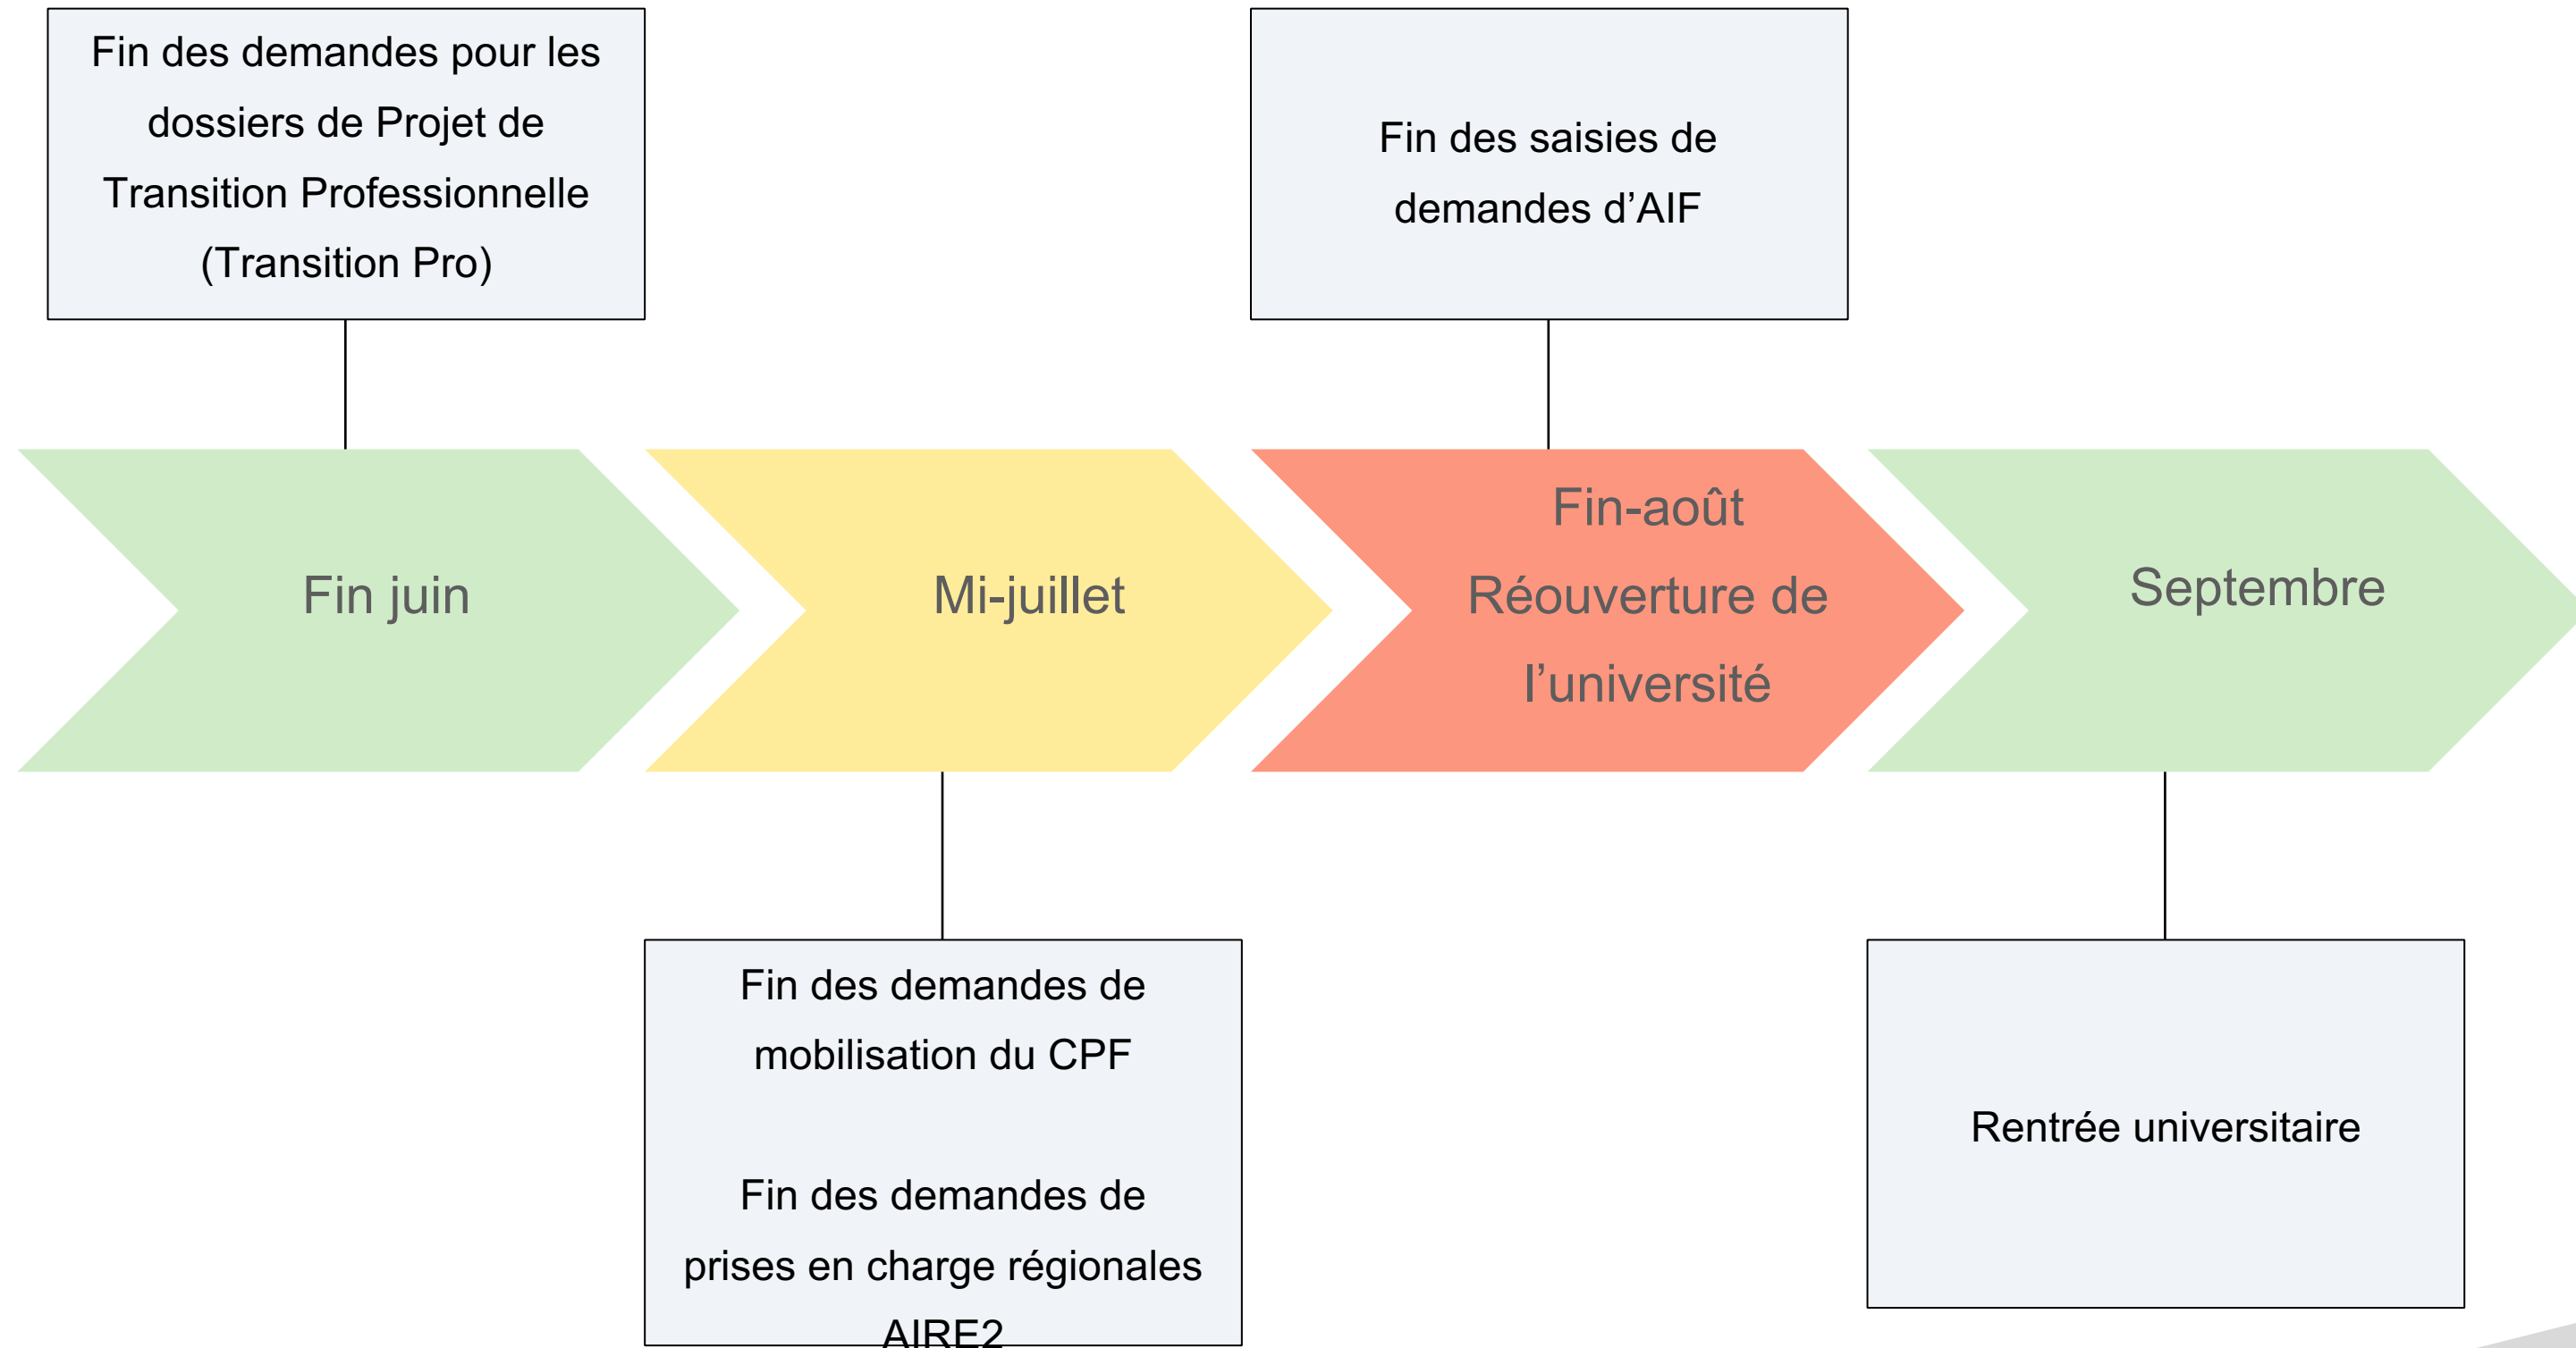 Fin des demandes pour les
dossiers de Projet de
Transition Professionnelle
(Transition Pro)
Fin des saisies de
demandes d’AIF
Fin juin
Mi-juillet
Fin-août
Réouverture de
l’université
Septembre
Fin des demandes de
mobilisation du CPF
Fin des demandes de
prises en charge régionales
AIRE2
Rentrée universitaire